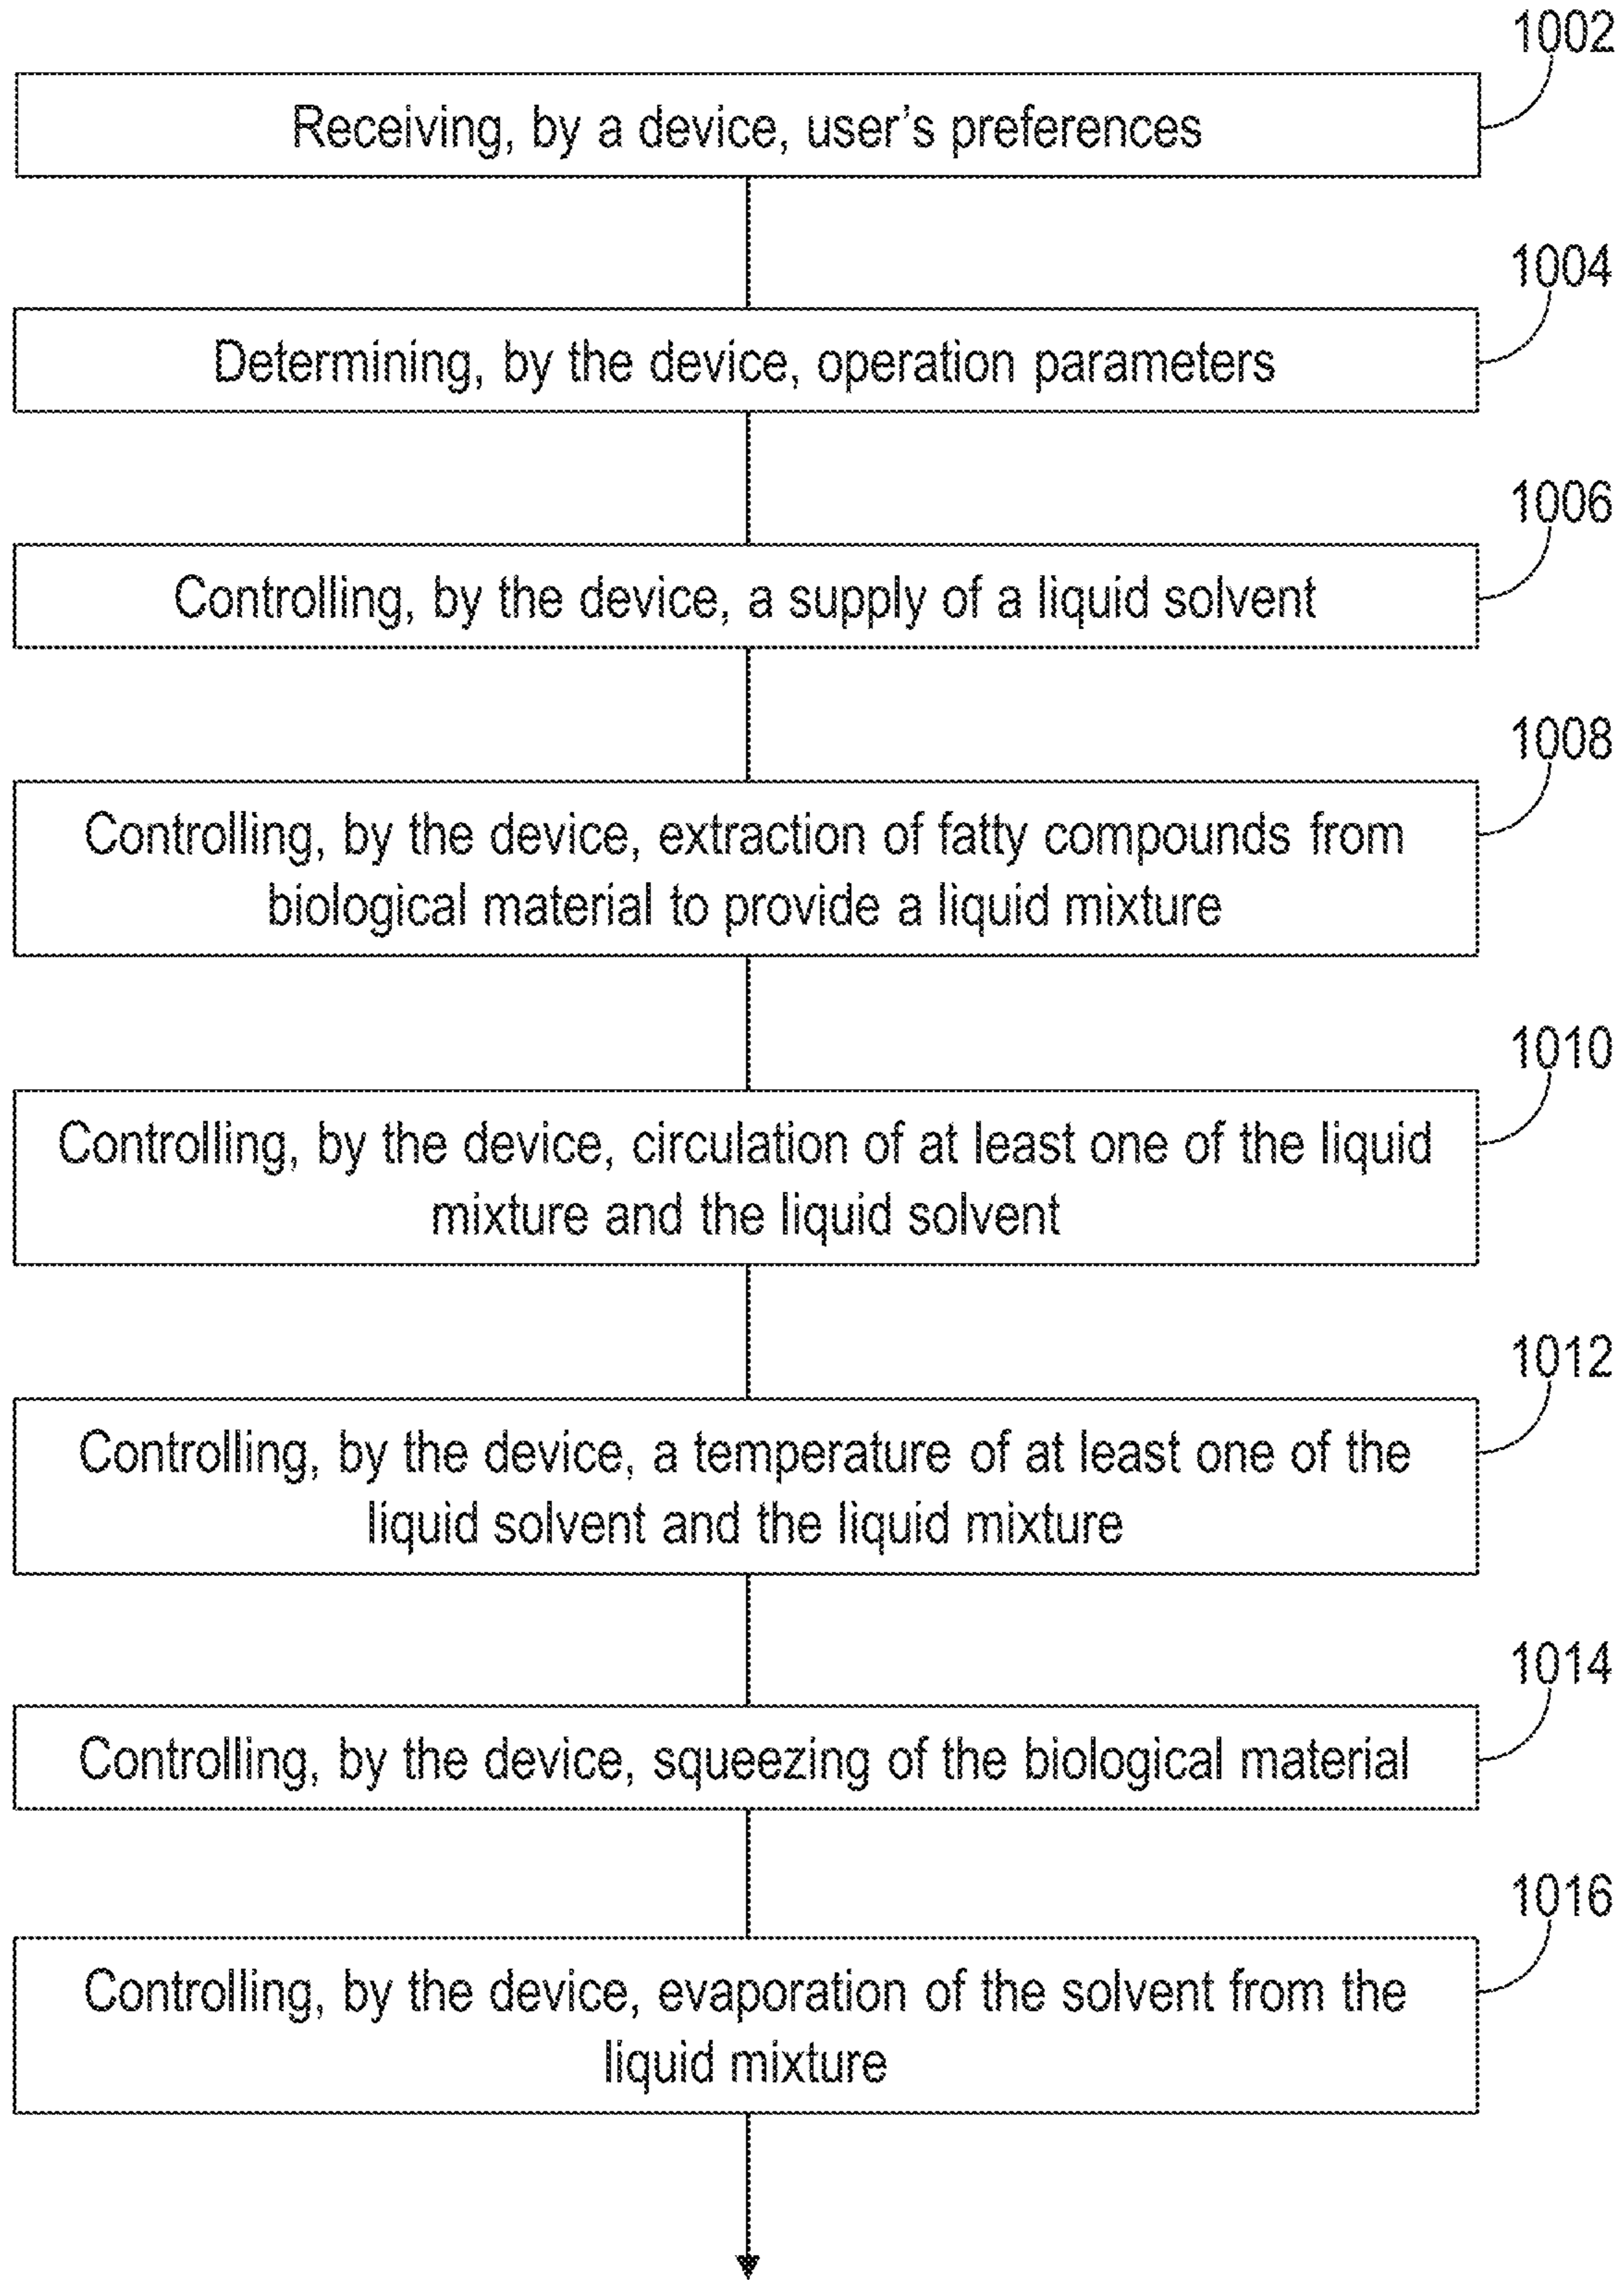 1002
Receiving, by a device, user's preferences
1004
Determining, by the device, operation parameters
1006
Controlling, by the device, a supply of a liquid solvent
1008
Controlling, by the device, extraction of fatty compounds from
biological material to provide a liquid mixture
1010
Controlling, by the device, circulation of at least one of the liquid
mixture and the liquid solvent
1012
Controlling, by the device, a temperature of at least one of the
liquid solvent and the liquid mixture
1014
Controlling, by the device, squeezing of the biological material
1016
Controlling, by the device, evaporation of the solvent from the
liquid mixture